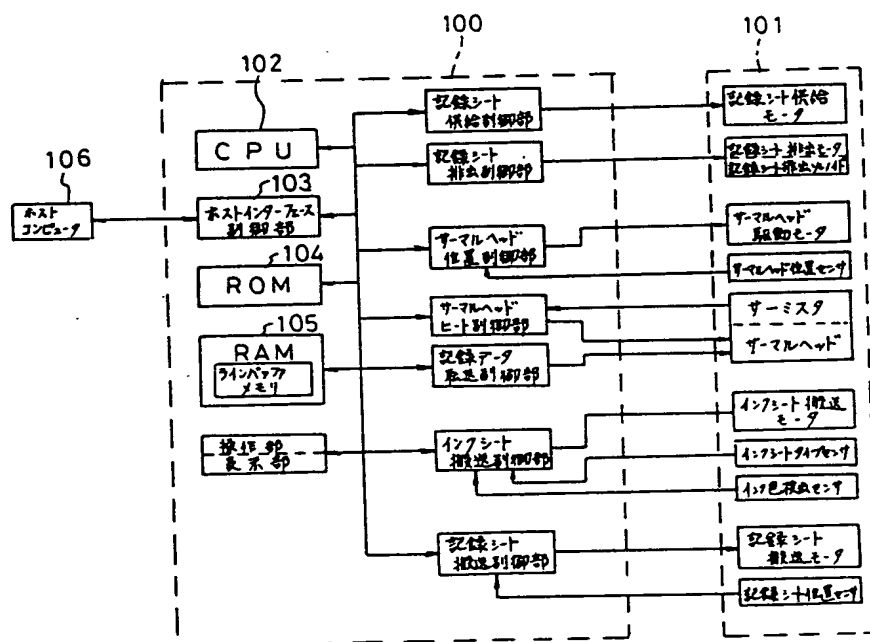 100
101
102
106
103
104
105
ホスト
コンピュータ
CPU
ホストインターフェース
制御部
ROM
RAM
ラインバッファ
メモリ
操作部
表示部
記録シート
供給制御部
記録シート
排出制御部
サーマルヘッド
位置制御部
サーマルヘッド
ヒート制御部
記録データ
転送制御部
インクシート
搬送制御部
記録シート
搬送制御部
記録シート供給
モータ
記録シート排出モータ
記録シート排出ソレノイド
サーマルヘッド
駆動モータ
サーマルヘッド位置センサ
サーミスタ
サーマルヘッド
インクシート搬送
モータ
インクシートタイプセンサ
インク色検出センサ
記録シート
搬送モータ
記録シート位置センサ